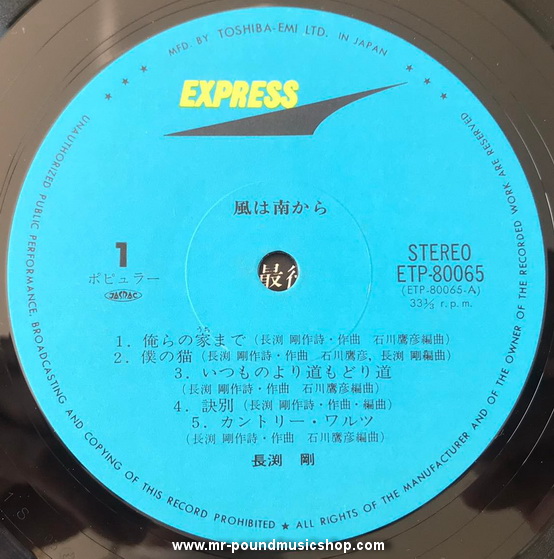 ★ ★ ★ MFD. BY TOSHIBA-EMI LTD. IN JAPAN ★ ★ ★
EXPRESS
風は南から
1
ポピュラー
JASRAC
STEREO
ETP-80065
(ETP-80065-A)
33⅓ r.p.m.
うち
1. 俺らの家まで (長渕 剛作詩・作曲 石川鷹彦編曲)
2. 僕の猫 (長渕 剛作詩・作曲 石川鷹彦, 長渕 剛編曲)
3. いつものより道もどり道
(長渕 剛作詩・作曲 石川鷹彦編曲)
4. 訣別 (長渕 剛作詩・作曲・編曲)
5. カントリー・ワルツ
(長渕 剛作詩・作曲 石川鷹彦編曲)
長渕 剛
UNAUTHORIZED PUBLIC PERFORMANCE, BROADCASTING AND COPYING OF THIS RECORD PROHIBITED ★ ALL RIGHTS OF THE MANUFACTURER AND OF THE OWNER OF THE RECORDED WORK ARE RESERVED
最
www.mr-poundmusicshop.com